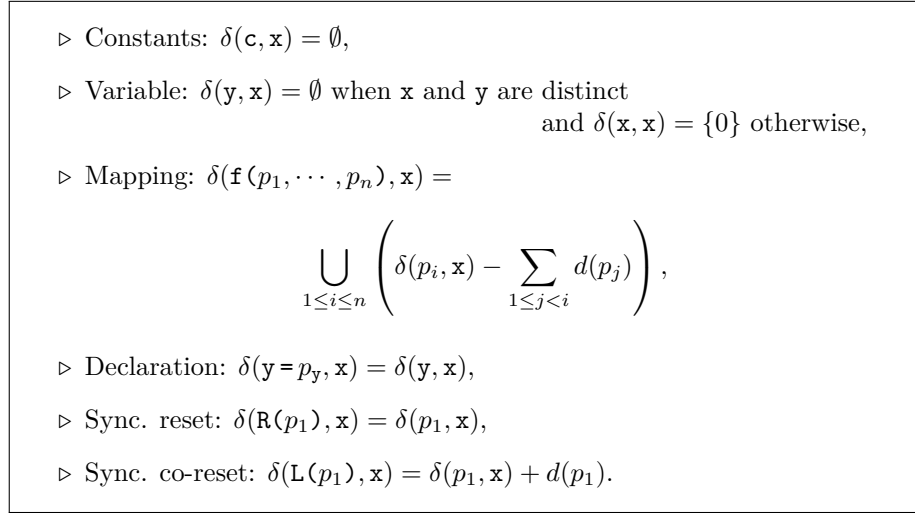 ▷ Constants: δ(c, x) = ∅,
▷ Variable: δ(y, x) = ∅ when x and y are distinct
and δ(x, x) = {0} otherwise,
▷ Mapping: δ(f(p₁, ⋯ , pₙ), x) =
⋃_{1≤i≤n} ( δ(pᵢ, x) − ∑_{1≤j<i} d(pⱼ) ) ,
▷ Declaration: δ(y = p_y, x) = δ(y, x),
▷ Sync. reset: δ(R(p₁), x) = δ(p₁, x),
▷ Sync. co-reset: δ(L(p₁), x) = δ(p₁, x) + d(p₁).